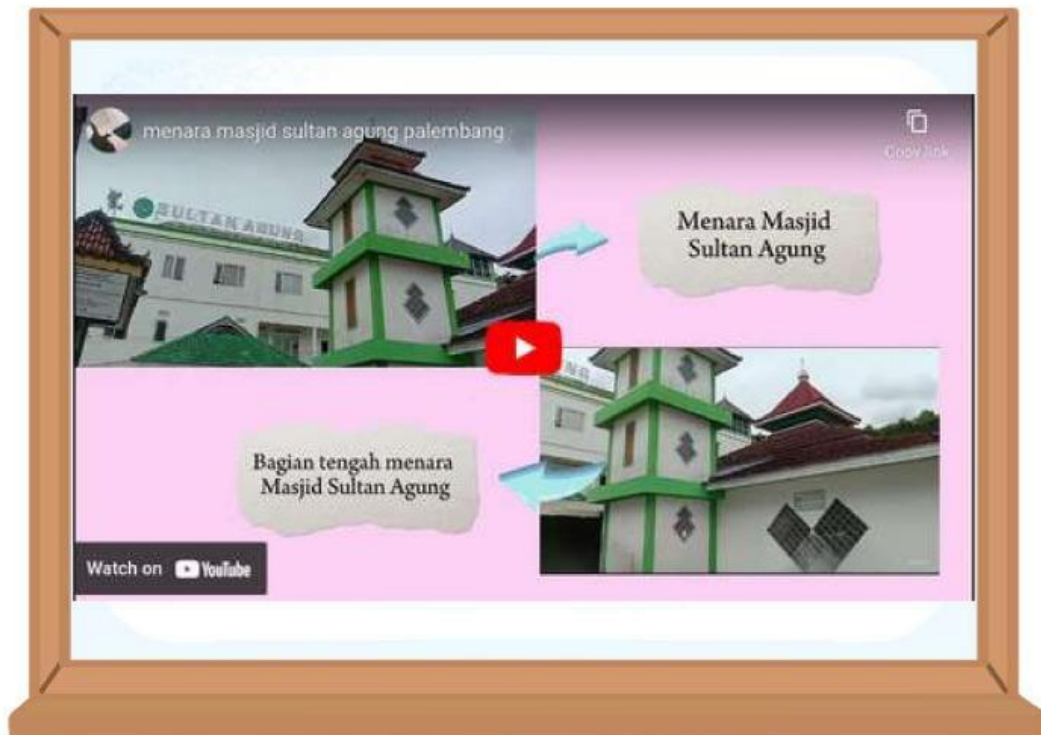 menara masjid sultan agung palembang
Copy link
SULTAN AGUNG
Menara Masjid
Sultan Agung
NG
Bagian tengah menara
Masjid Sultan Agung
Watch on YouTube